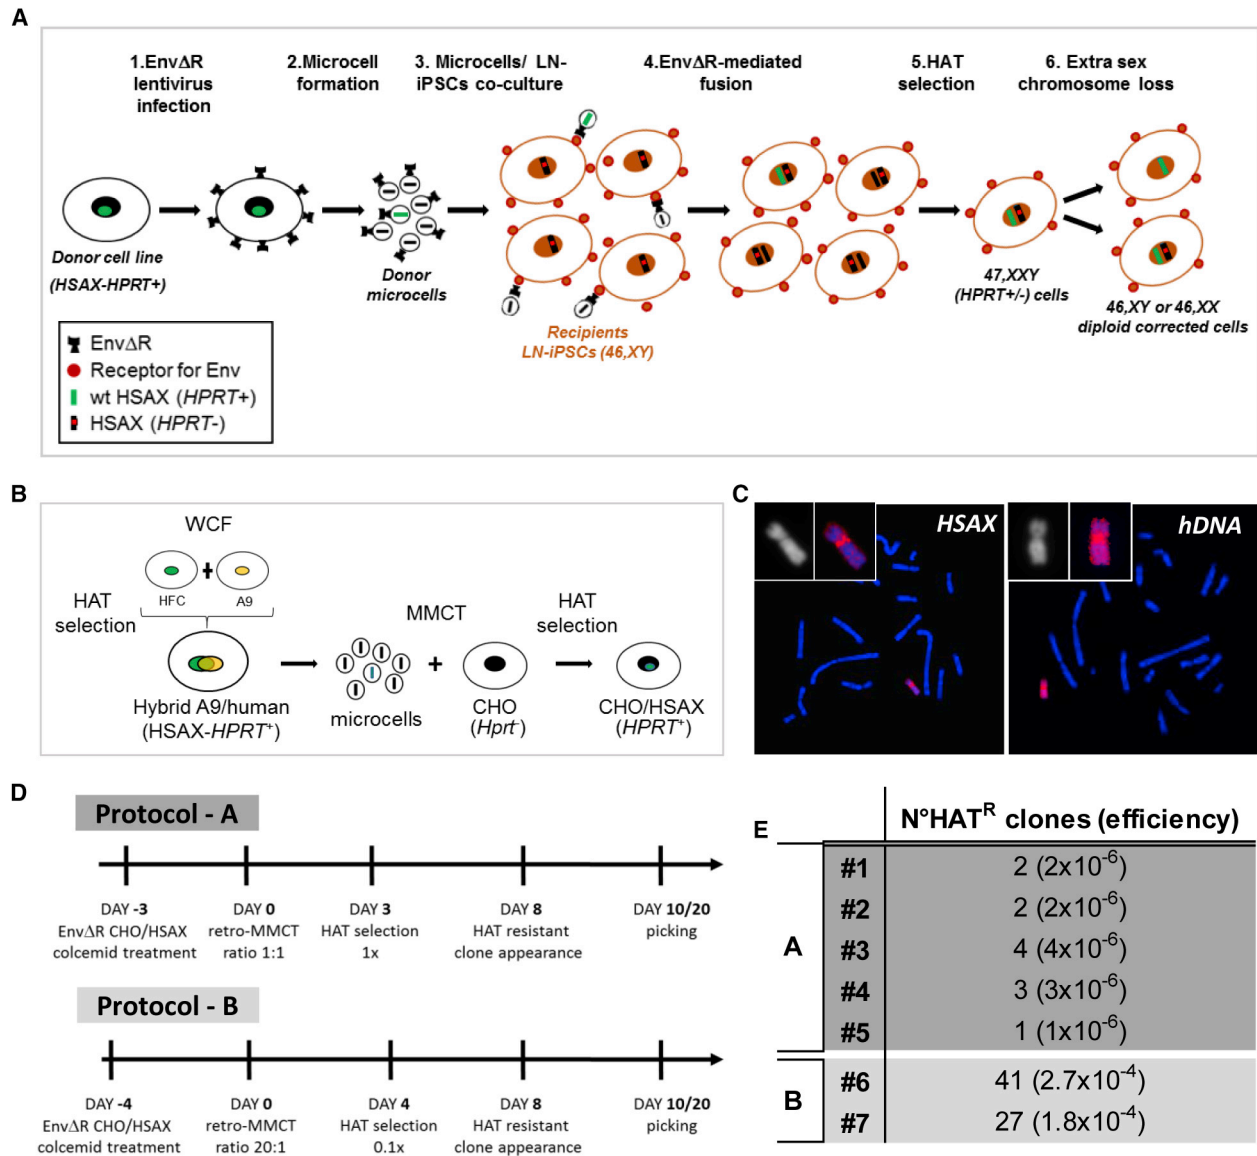 A
1.EnvΔR
lentivirus
infection
2.Microcell
formation
3. Microcells/ LN-
iPSCs co-culture
4.EnvΔR-mediated
fusion
5.HAT
selection
6. Extra sex
chromosome loss
Donor cell line
(HSAX-HPRT+)
Donor
microcells
Recipients
LN-iPSCs (46,XY)
47,XXY
(HPRT+/-) cells
46,XY or 46,XX
diploid corrected cells
EnvΔR
Receptor for Env
wt HSAX (HPRT+)
HSAX (HPRT-)
B
WCF
HFC
+
A9
HAT
selection
Hybrid A9/human
(HSAX-HPRT⁺)
MMCT
microcells
+
CHO
(Hprt⁻)
HAT
selection
CHO/HSAX
(HPRT⁺)
C
HSAX
hDNA
D
Protocol - A
DAY -3
EnvΔR CHO/HSAX
colcemid treatment
DAY 0
retro-MMCT
ratio 1:1
DAY 3
HAT selection
1x
DAY 8
HAT resistant
clone appearance
DAY 10/20
picking
Protocol - B
DAY -4
EnvΔR CHO/HSAX
colcemid treatment
DAY 0
retro-MMCT
ratio 20:1
DAY 4
HAT selection
0.1x
DAY 8
HAT resistant
clone appearance
DAY 10/20
picking
E
N°HATᴿ clones (efficiency)
A
#1 2 (2x10⁻⁶)
#2 2 (2x10⁻⁶)
#3 4 (4x10⁻⁶)
#4 3 (3x10⁻⁶)
#5 1 (1x10⁻⁶)
B
#6 41 (2.7x10⁻⁴)
#7 27 (1.8x10⁻⁴)